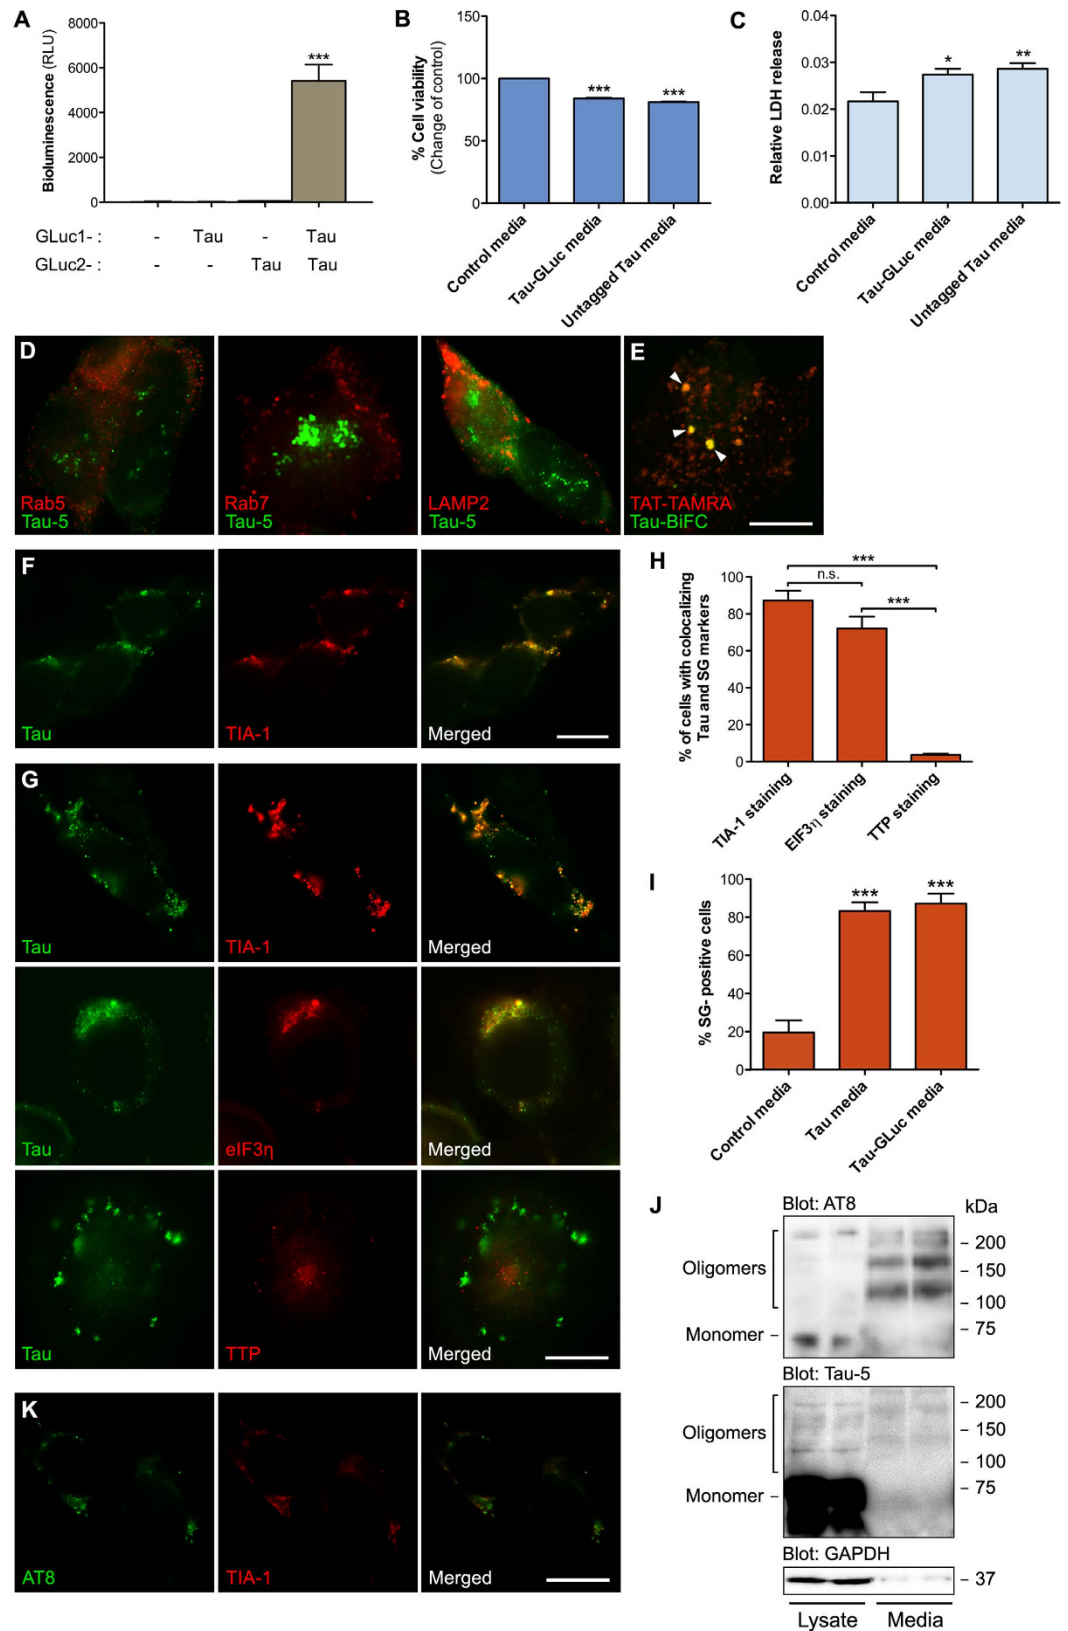 A
Bioluminescence (RLU)
8000
6000
4000
2000
0
***
GLuc1- : - Tau - Tau
GLuc2- : - - Tau Tau
B
% Cell viability
(Change of control)
150
100
50
0
*** ***
Control media
Tau-GLuc media
Untagged Tau media
C
Relative LDH release
0.04
0.03
0.02
0.01
0.00
* **
Control media
Tau-GLuc media
Untagged Tau media
D
Rab5
Tau-5
Rab7
Tau-5
LAMP2
Tau-5
E
TAT-TAMRA
Tau-BiFC
F
Tau
TIA-1
Merged
G
Tau
TIA-1
Merged
Tau
eIF3η
Merged
Tau
TTP
Merged
H
% of cells with colocalizing
Tau and SG markers
100
80
60
40
20
0
***
n.s.
***
TIA-1 staining
EIF3η staining
TTP staining
I
% SG- positive cells
100
80
60
40
20
0
*** ***
Control media
Tau media
Tau-GLuc media
J
Blot: AT8
kDa
Oligomers
Monomer –
– 200
– 150
– 100
– 75
Blot: Tau-5
Oligomers
Monomer –
– 200
– 150
– 100
– 75
Blot: GAPDH
– 37
Lysate Media
K
AT8
TIA-1
Merged